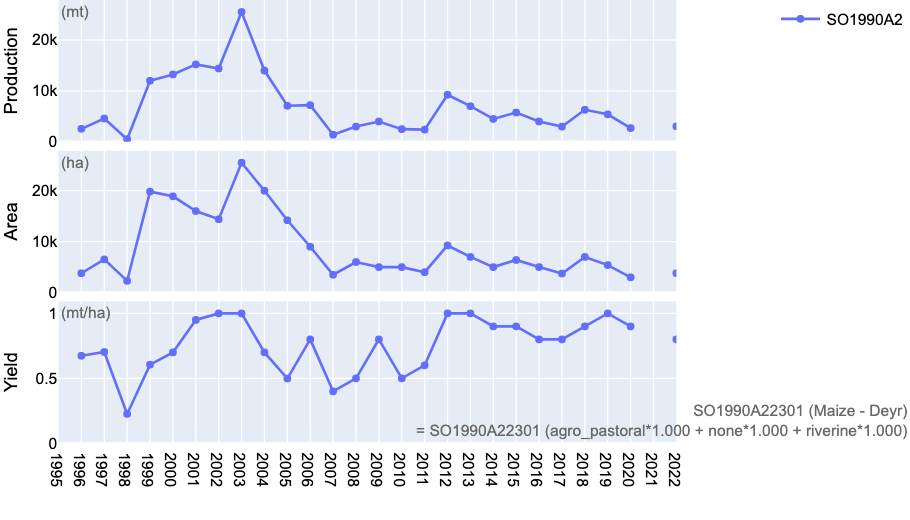 (mt)
SO1990A2
Production
20k
10k
0
(ha)
Area
20k
10k
0
(mt/ha)
Yield
1
0.5
0
SO1990A22301 (Maize - Deyr)
= SO1990A22301 (agro_pastoral*1.000 + none*1.000 + riverine*1.000)
1995
1996
1997
1998
1999
2000
2001
2002
2003
2004
2005
2006
2007
2008
2009
2010
2011
2012
2013
2014
2015
2016
2017
2018
2019
2020
2021
2022